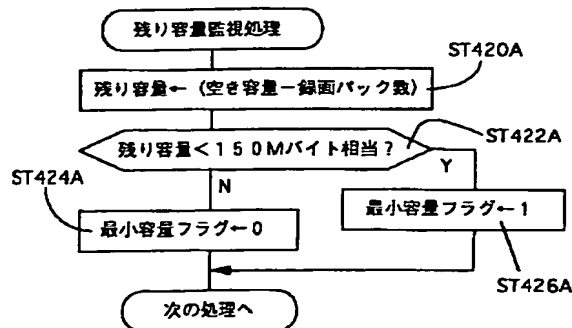 残り容量監視処理
ST420A
残り容量←(空き容量－録画パック数)
残り容量<150Mバイト相当?
ST422A
ST424A
N
Y
最小容量フラグ←0
最小容量フラグ←1
ST426A
次の処理へ